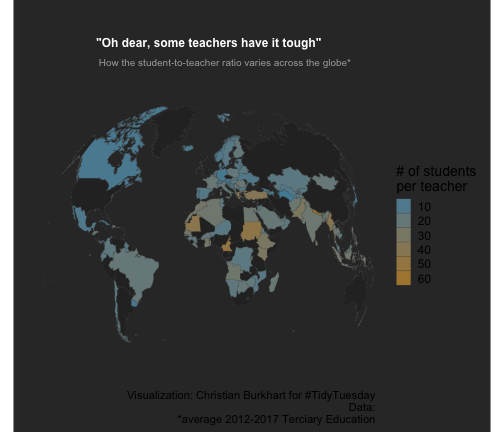 "Oh dear, some teachers have it tough"
How the student-to-teacher ratio varies across the globe*
# of students
per teacher
10
20
30
40
50
60
Visualization: Christian Burkhart for #TidyTuesday
Data:
*average 2012-2017 Terciary Education